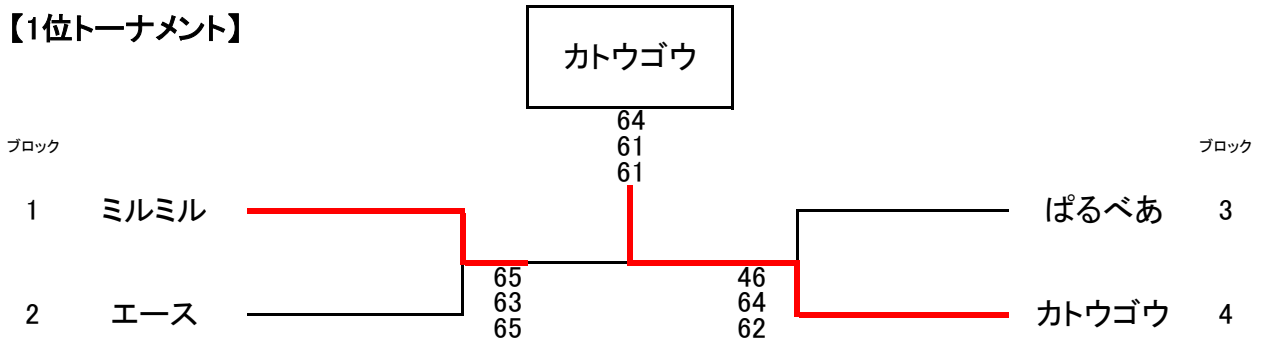 【1位トーナメント】
カトウゴウ
64
61
61
ブロック
ブロック
1 ミルミル
ぱるべあ 3
65
63
65
46
64
62
2 エース
カトウゴウ 4